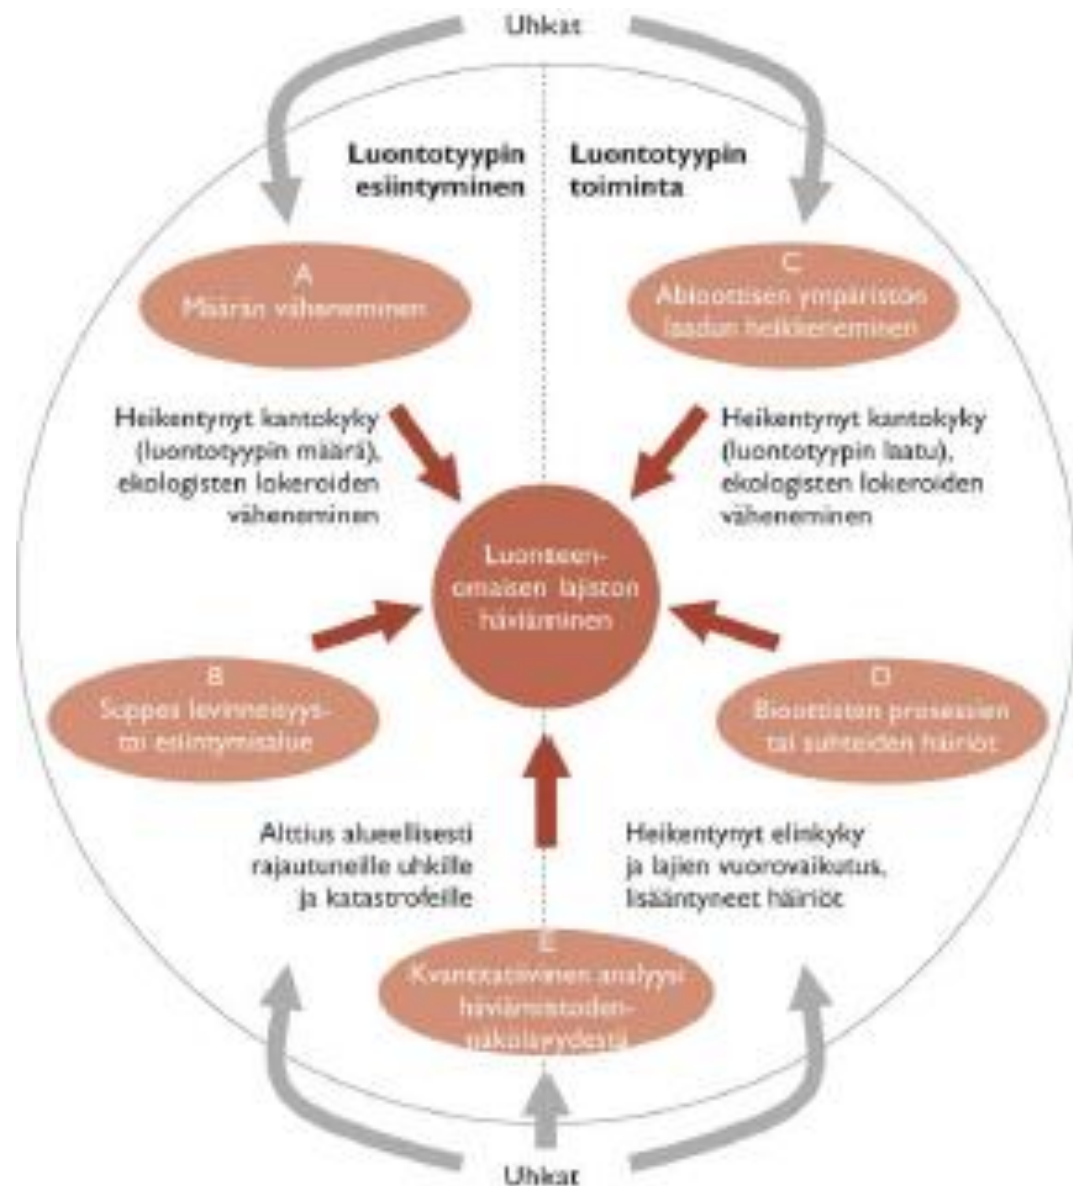 Uhkat
Luontotyypin
esiintyminen
Luontotyypin
toiminta
A
Määrän väheneminen
C
Abioottisen ympäristön
laadun heikkeneminen
Heikentynyt kantokyky
(luontotyypin määrä),
ekologisten lokeroiden
väheneminen
Heikentynyt kantokyky
(luontotyypin laatu),
ekologisten lokeroiden
väheneminen
Luonteen-
omaisen lajiston
häviäminen
B
Suppea levinneisyys-
tai esiintymisalue
D
Bioottisten prosessien
tai suhteiden häiriöt
Alttius alueellisesti
rajautuneille uhkille
ja katastrofeille
Heikentynyt elinkyky
ja lajien vuorovaikutus,
lisääntyneet häiriöt
E
Kvantitatiivinen analyysi
häviämistoden-
näköisyydestä
Uhkat